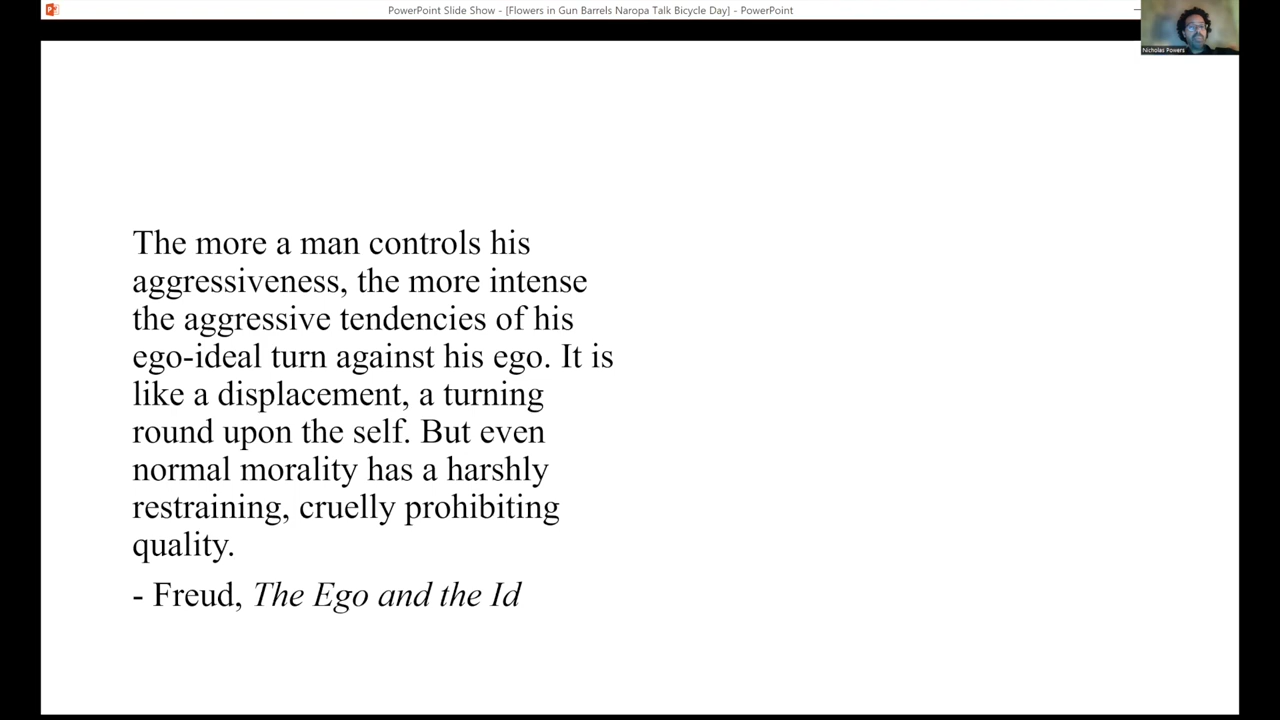 PowerPoint Slide Show - [Flowers in Gun Barrels Naropa Talk Bicycle Day] - PowerPoint
Nicholas Powers
The more a man controls his
aggressiveness, the more intense
the aggressive tendencies of his
ego-ideal turn against his ego. It is
like a displacement, a turning
round upon the self. But even
normal morality has a harshly
restraining, cruelly prohibiting
quality.
- Freud, The Ego and the Id